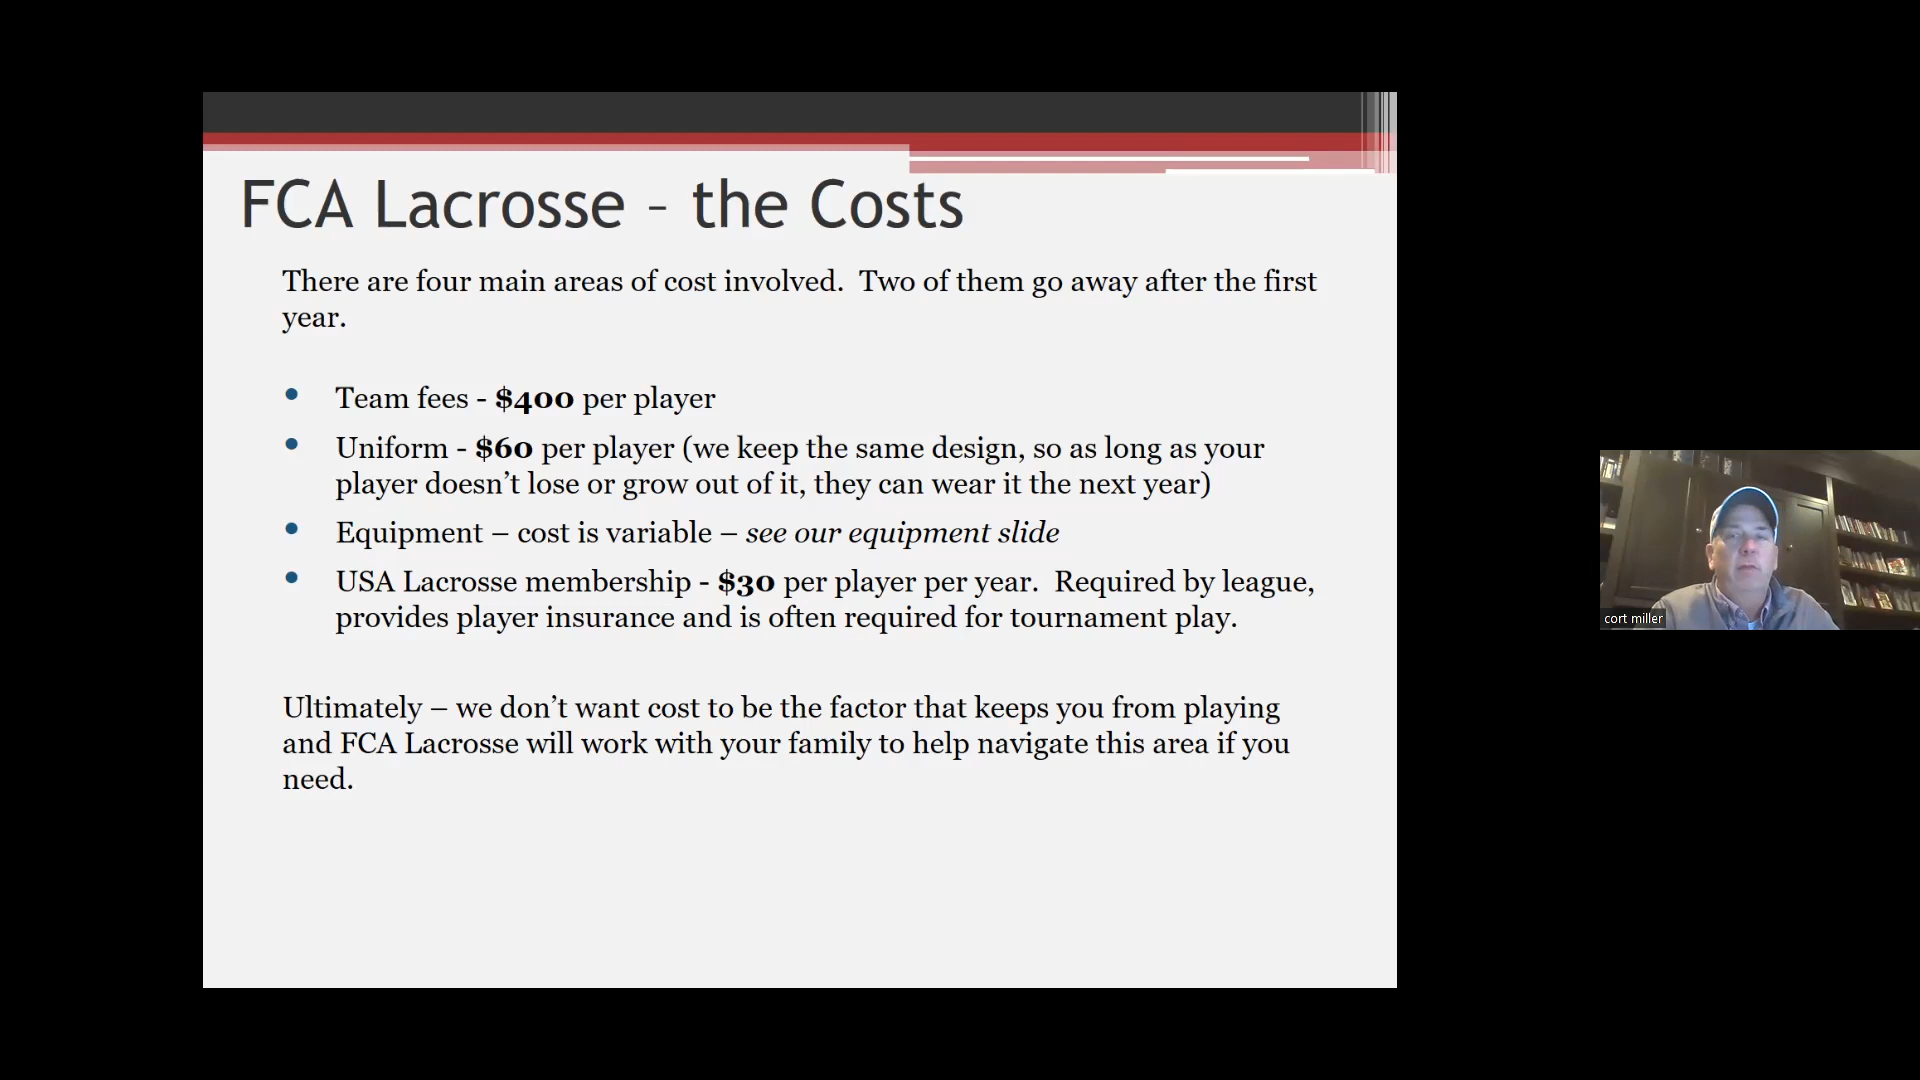 FCA Lacrosse – the Costs
There are four main areas of cost involved.  Two of them go away after the first
year.
• Team fees - $400 per player
• Uniform - $60 per player (we keep the same design, so as long as your
player doesn’t lose or grow out of it, they can wear it the next year)
• Equipment – cost is variable – see our equipment slide
• USA Lacrosse membership - $30 per player per year.  Required by league,
provides player insurance and is often required for tournament play.
Ultimately – we don’t want cost to be the factor that keeps you from playing
and FCA Lacrosse will work with your family to help navigate this area if you
need.
cort miller